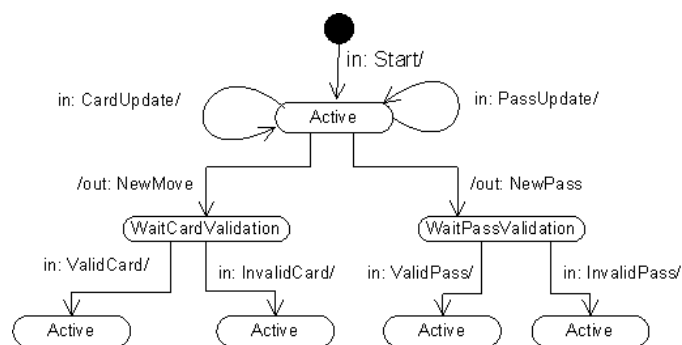 in: Start/
in: CardUpdate/
in: PassUpdate/
Active
/out: NewMove
/out: NewPass
WaitCardValidation
WaitPassValidation
in: ValidCard/
in: InvalidCard/
in: ValidPass/
in: InvalidPass/
Active
Active
Active
Active